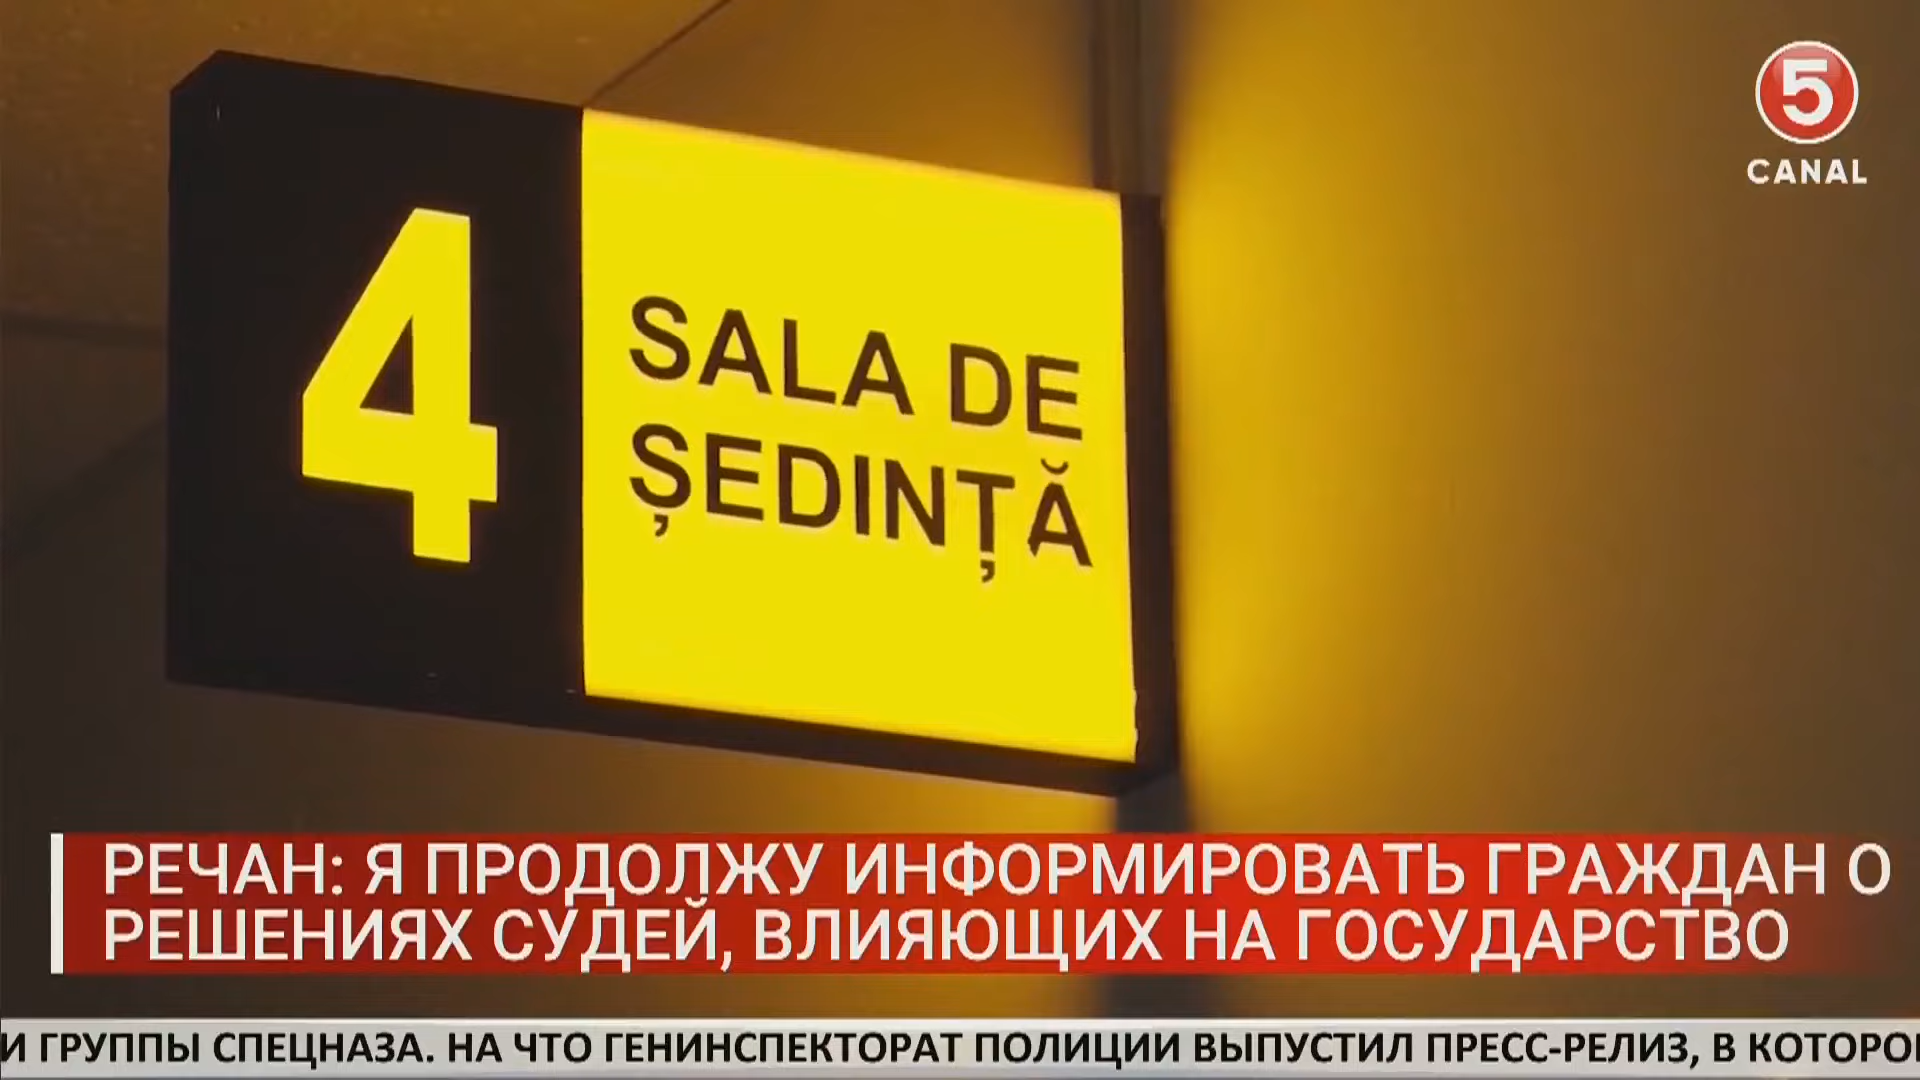 5
CANAL
4
SALA DE
ȘEDINȚĂ
РЕЧАН: Я ПРОДОЛЖУ ИНФОРМИРОВАТЬ ГРАЖДАН О
РЕШЕНИЯХ СУДЕЙ, ВЛИЯЮЩИХ НА ГОСУДАРСТВО
И ГРУППЫ СПЕЦНАЗА. НА ЧТО ГЕНИНСПЕКТОРАТ ПОЛИЦИИ ВЫПУСТИЛ ПРЕСС-РЕЛИЗ, В КОТОРО